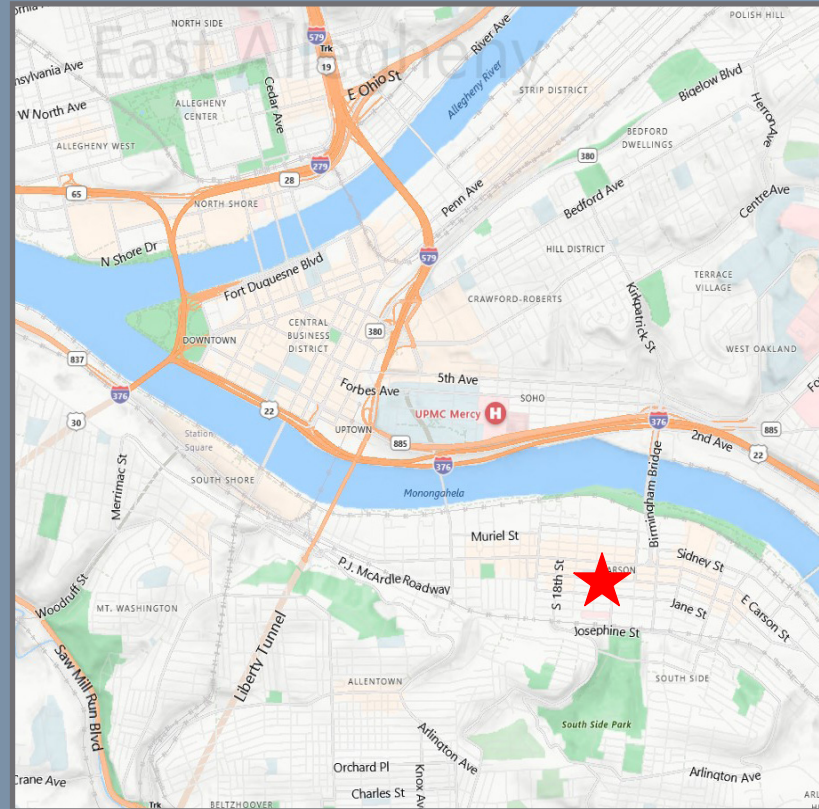 NORTH SIDE
POLISH HILL
579
Trk
19
East Allegheny
River Ave
E Ohio St
Allegheny River
nsylvania Ave
W North Ave
ALLEGHENY
CENTER
Cedar Ave
STRIP DISTRICT
Bigelow Blvd
Herron Ave
ALLEGHENY WEST
BEDFORD
DWELLINGS
380
279
28
65
NORTH SHORE
Penn Ave
Bedford Ave
Centre Ave
N Shore Dr
HILL DISTRICT
579
Fort Duquesne Blvd
TERRACE
VILLAGE
Kirkpatrick St
CRAWFORD-ROBERTS
CENTRAL
BUSINESS
DISTRICT
380
DOWNTOWN
WEST OAKLAND
837
376
5th Ave
Forbes Ave
SOHO
Fo
22
UPMC Mercy
H
30
376
885
UPTOWN
885
2nd Ave
22
Station
Square
376
Birmingham Bridge
Merrimac St
SOUTH SHORE
Monongahela
Muriel St
P.J. McArdle Roadway
S 18th St
ARSON
Sidney St
Woodruff St
MT. WASHINGTON
Jane St
E Carson St
Josephine St
Liberty Tunnel
Saw Mill Run Blvd
ALLENTOWN
SOUTH SIDE
South Side Park
Arlington Ave
Orchard Pl
Knox Av
Crane Ave
Charles St
Arlington Ave
Trk
BELTZHOOVER
ARL